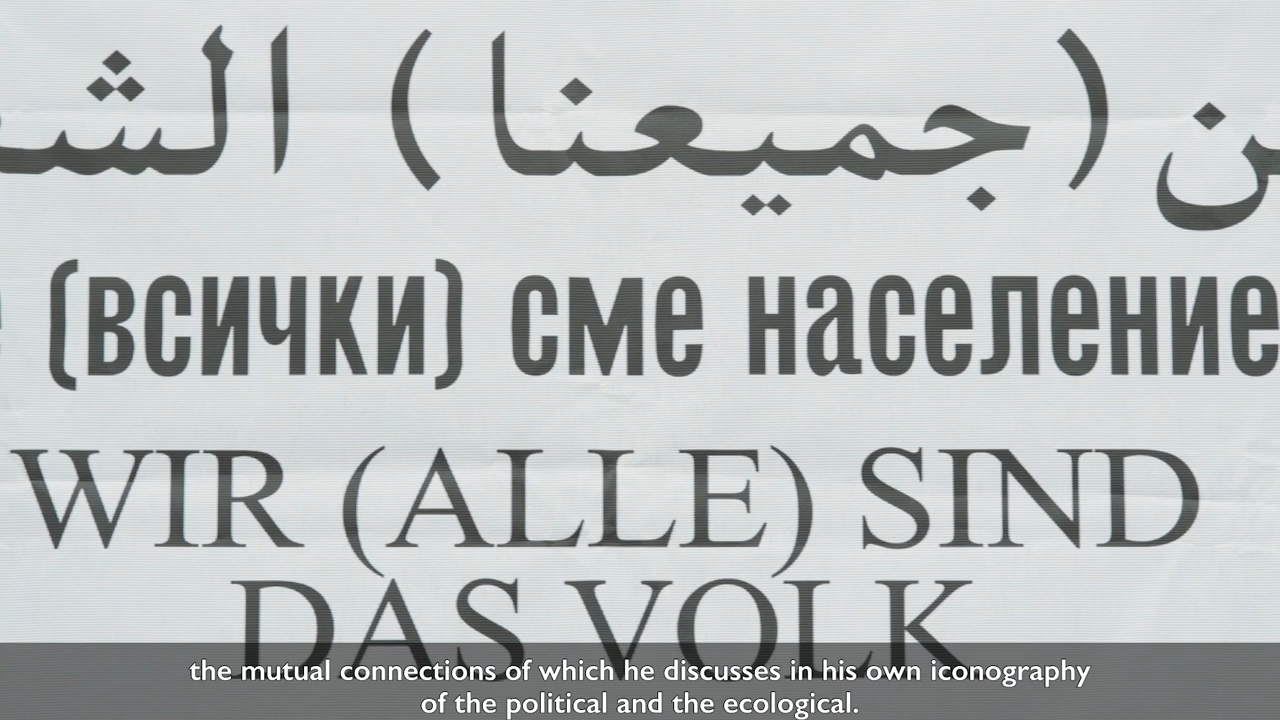 ن (جميعنا) الش
(всички) сме население
WIR (ALLE) SIND
DAS VOLK
the mutual connections of which he discusses in his own iconography
of the political and the ecological.